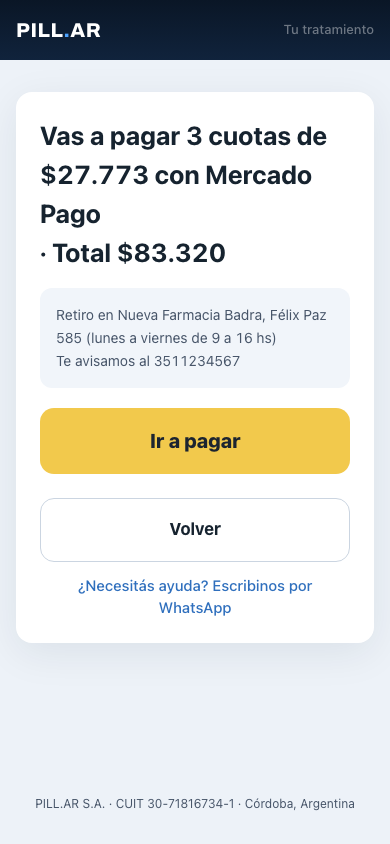 PILL.AR
Tu tratamiento
Vas a pagar 3 cuotas de
$27.773 con Mercado
Pago
· Total $83.320
Retiro en Nueva Farmacia Badra, Félix Paz
585 (lunes a viernes de 9 a 16 hs)
Te avisamos al 3511234567
Ir a pagar
Volver
¿Necesitás ayuda? Escribinos por
WhatsApp
PILL.AR S.A. · CUIT 30-71816734-1 · Córdoba, Argentina